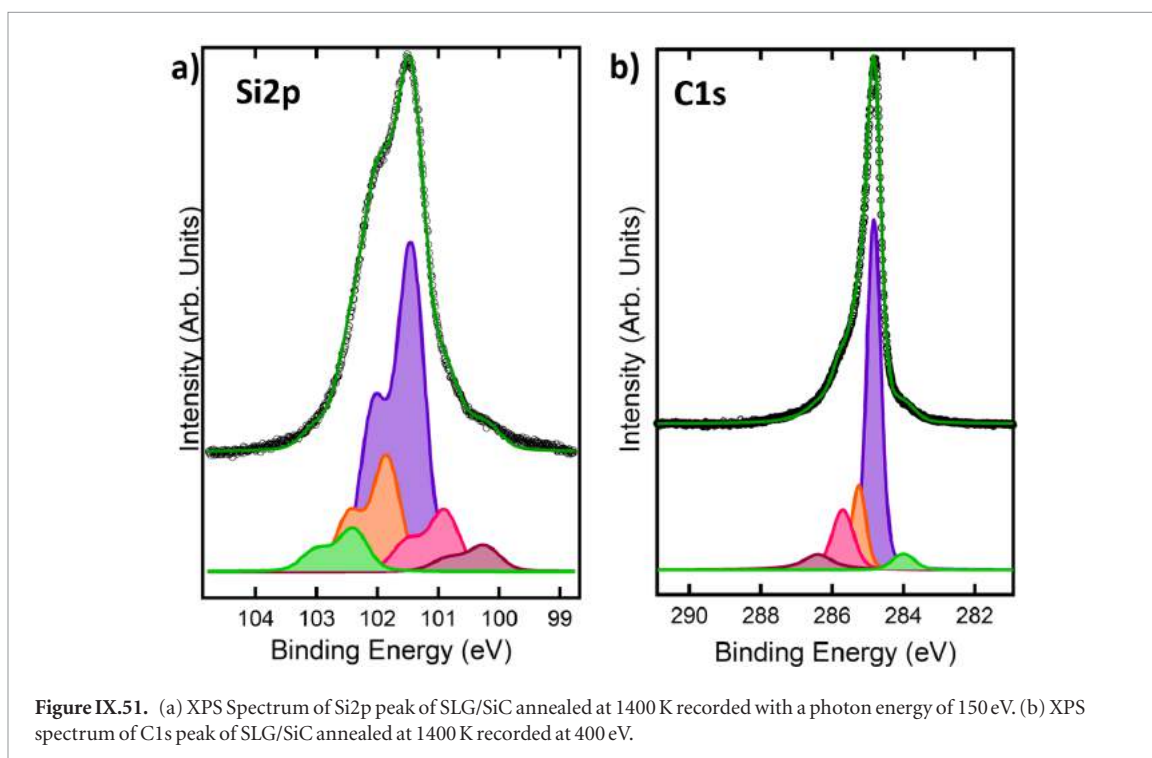 a)
Si2p
Intensity (Arb. Units)
104 103 102 101 100 99
Binding Energy (eV)
b)
C1s
Intensity (Arb. Units)
290 288 286 284 282
Binding Energy (eV)
Figure IX.51. (a) XPS Spectrum of Si2p peak of SLG/SiC annealed at 1400 K recorded with a photon energy of 150 eV. (b) XPS
spectrum of C1s peak of SLG/SiC annealed at 1400 K recorded at 400 eV.